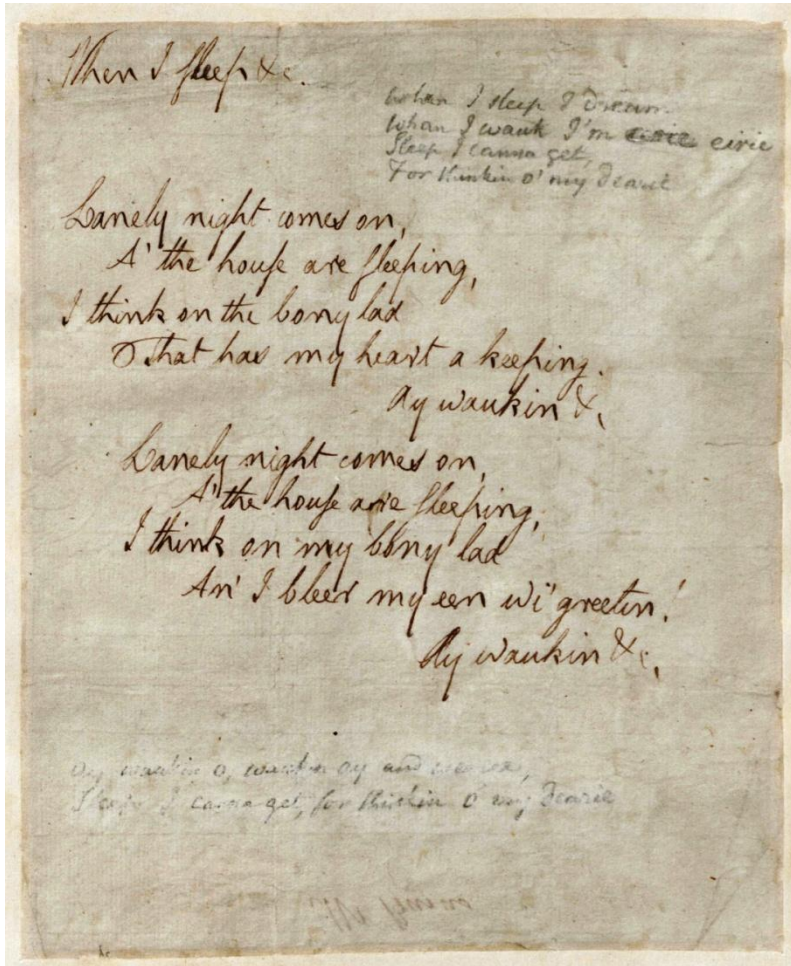 When I sleep &c.
When I sleep I dream
When I wauk I'm eirie
Sleep I canna get,
For thinkin o' my Dearie
Lanely night comes on,
A' the house are sleeping,
I think on the bony lad
That has my heart a keeping.
Ay waukin &c
Lanely night comes on,
A' the house are sleeping,
I think on my bony lad
An' I bleer my een wi' greetin!
Ay waukin &c,
Ay waukin o, waukin ay and
Sleep I canna get, for thinkin o' my Dearie